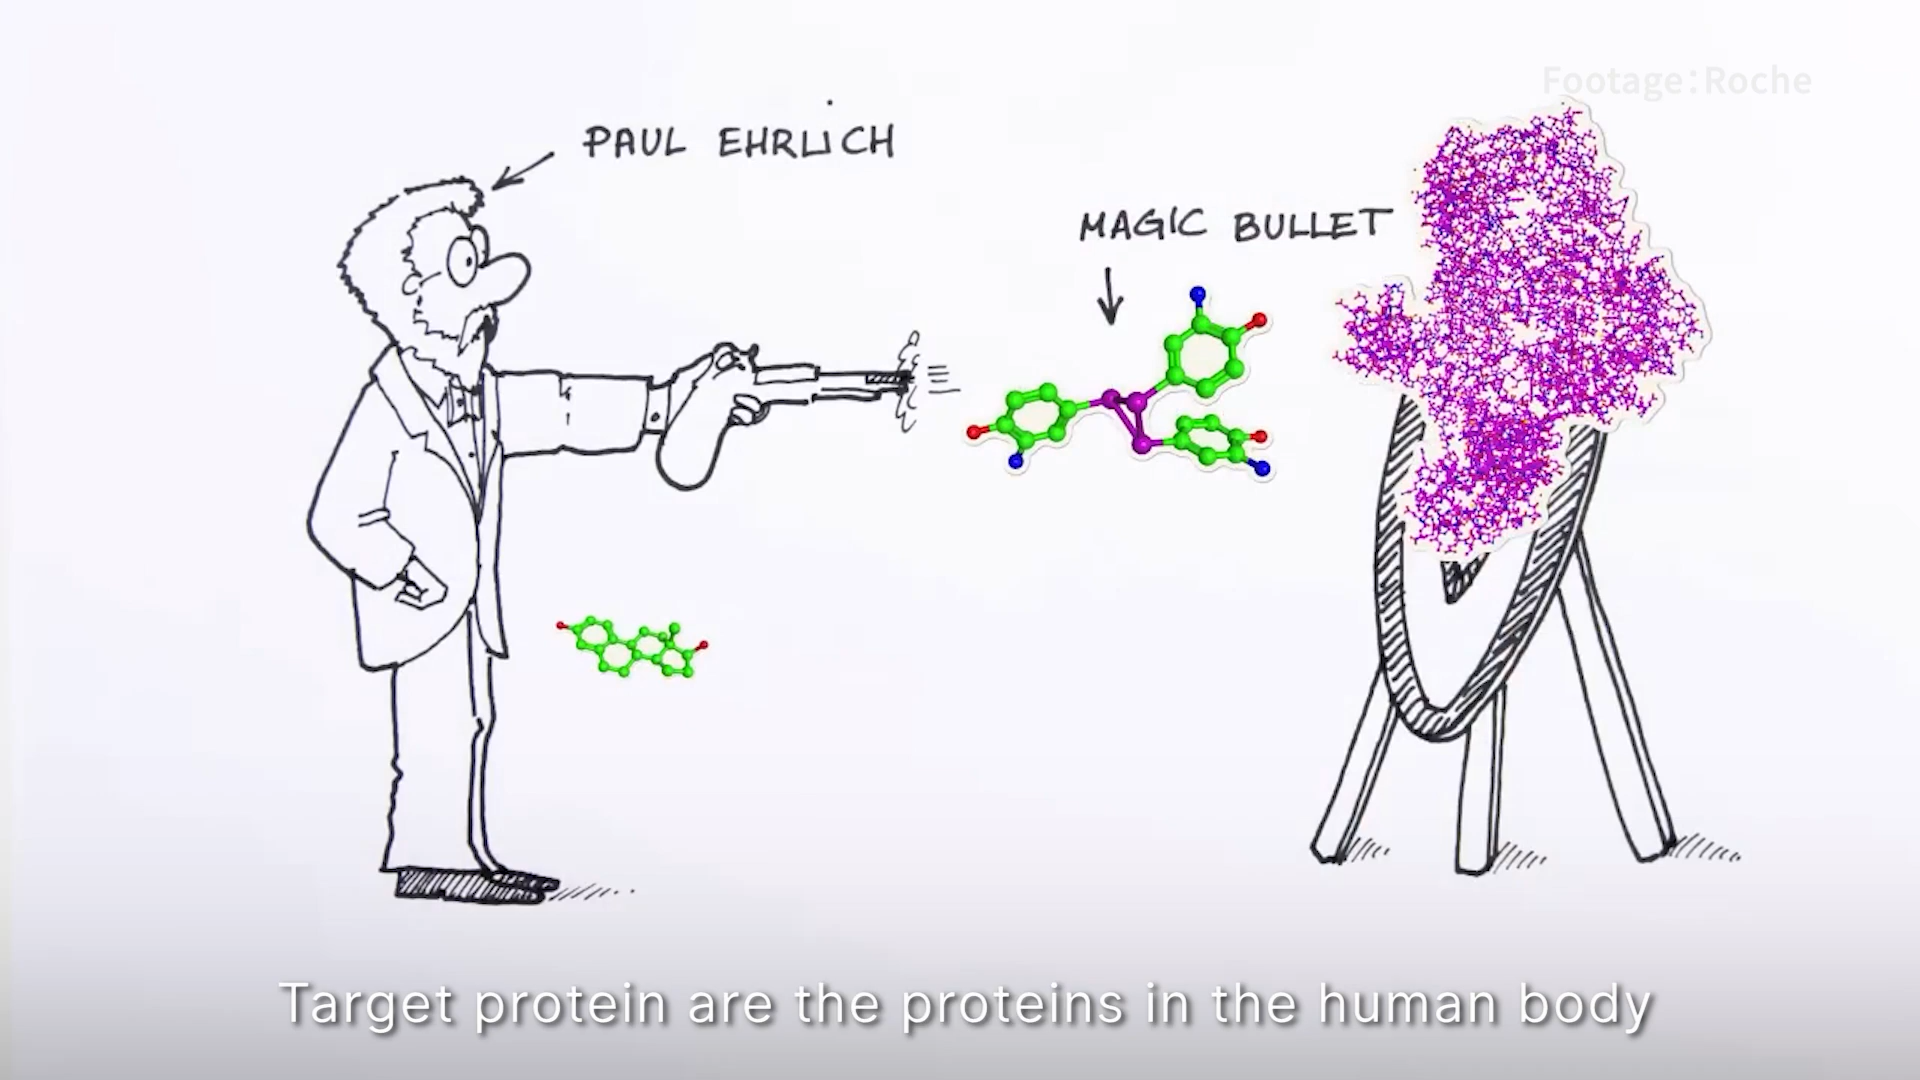 Footage:Roche
PAUL EHRLICH
MAGIC BULLET
Target protein are the proteins in the human body